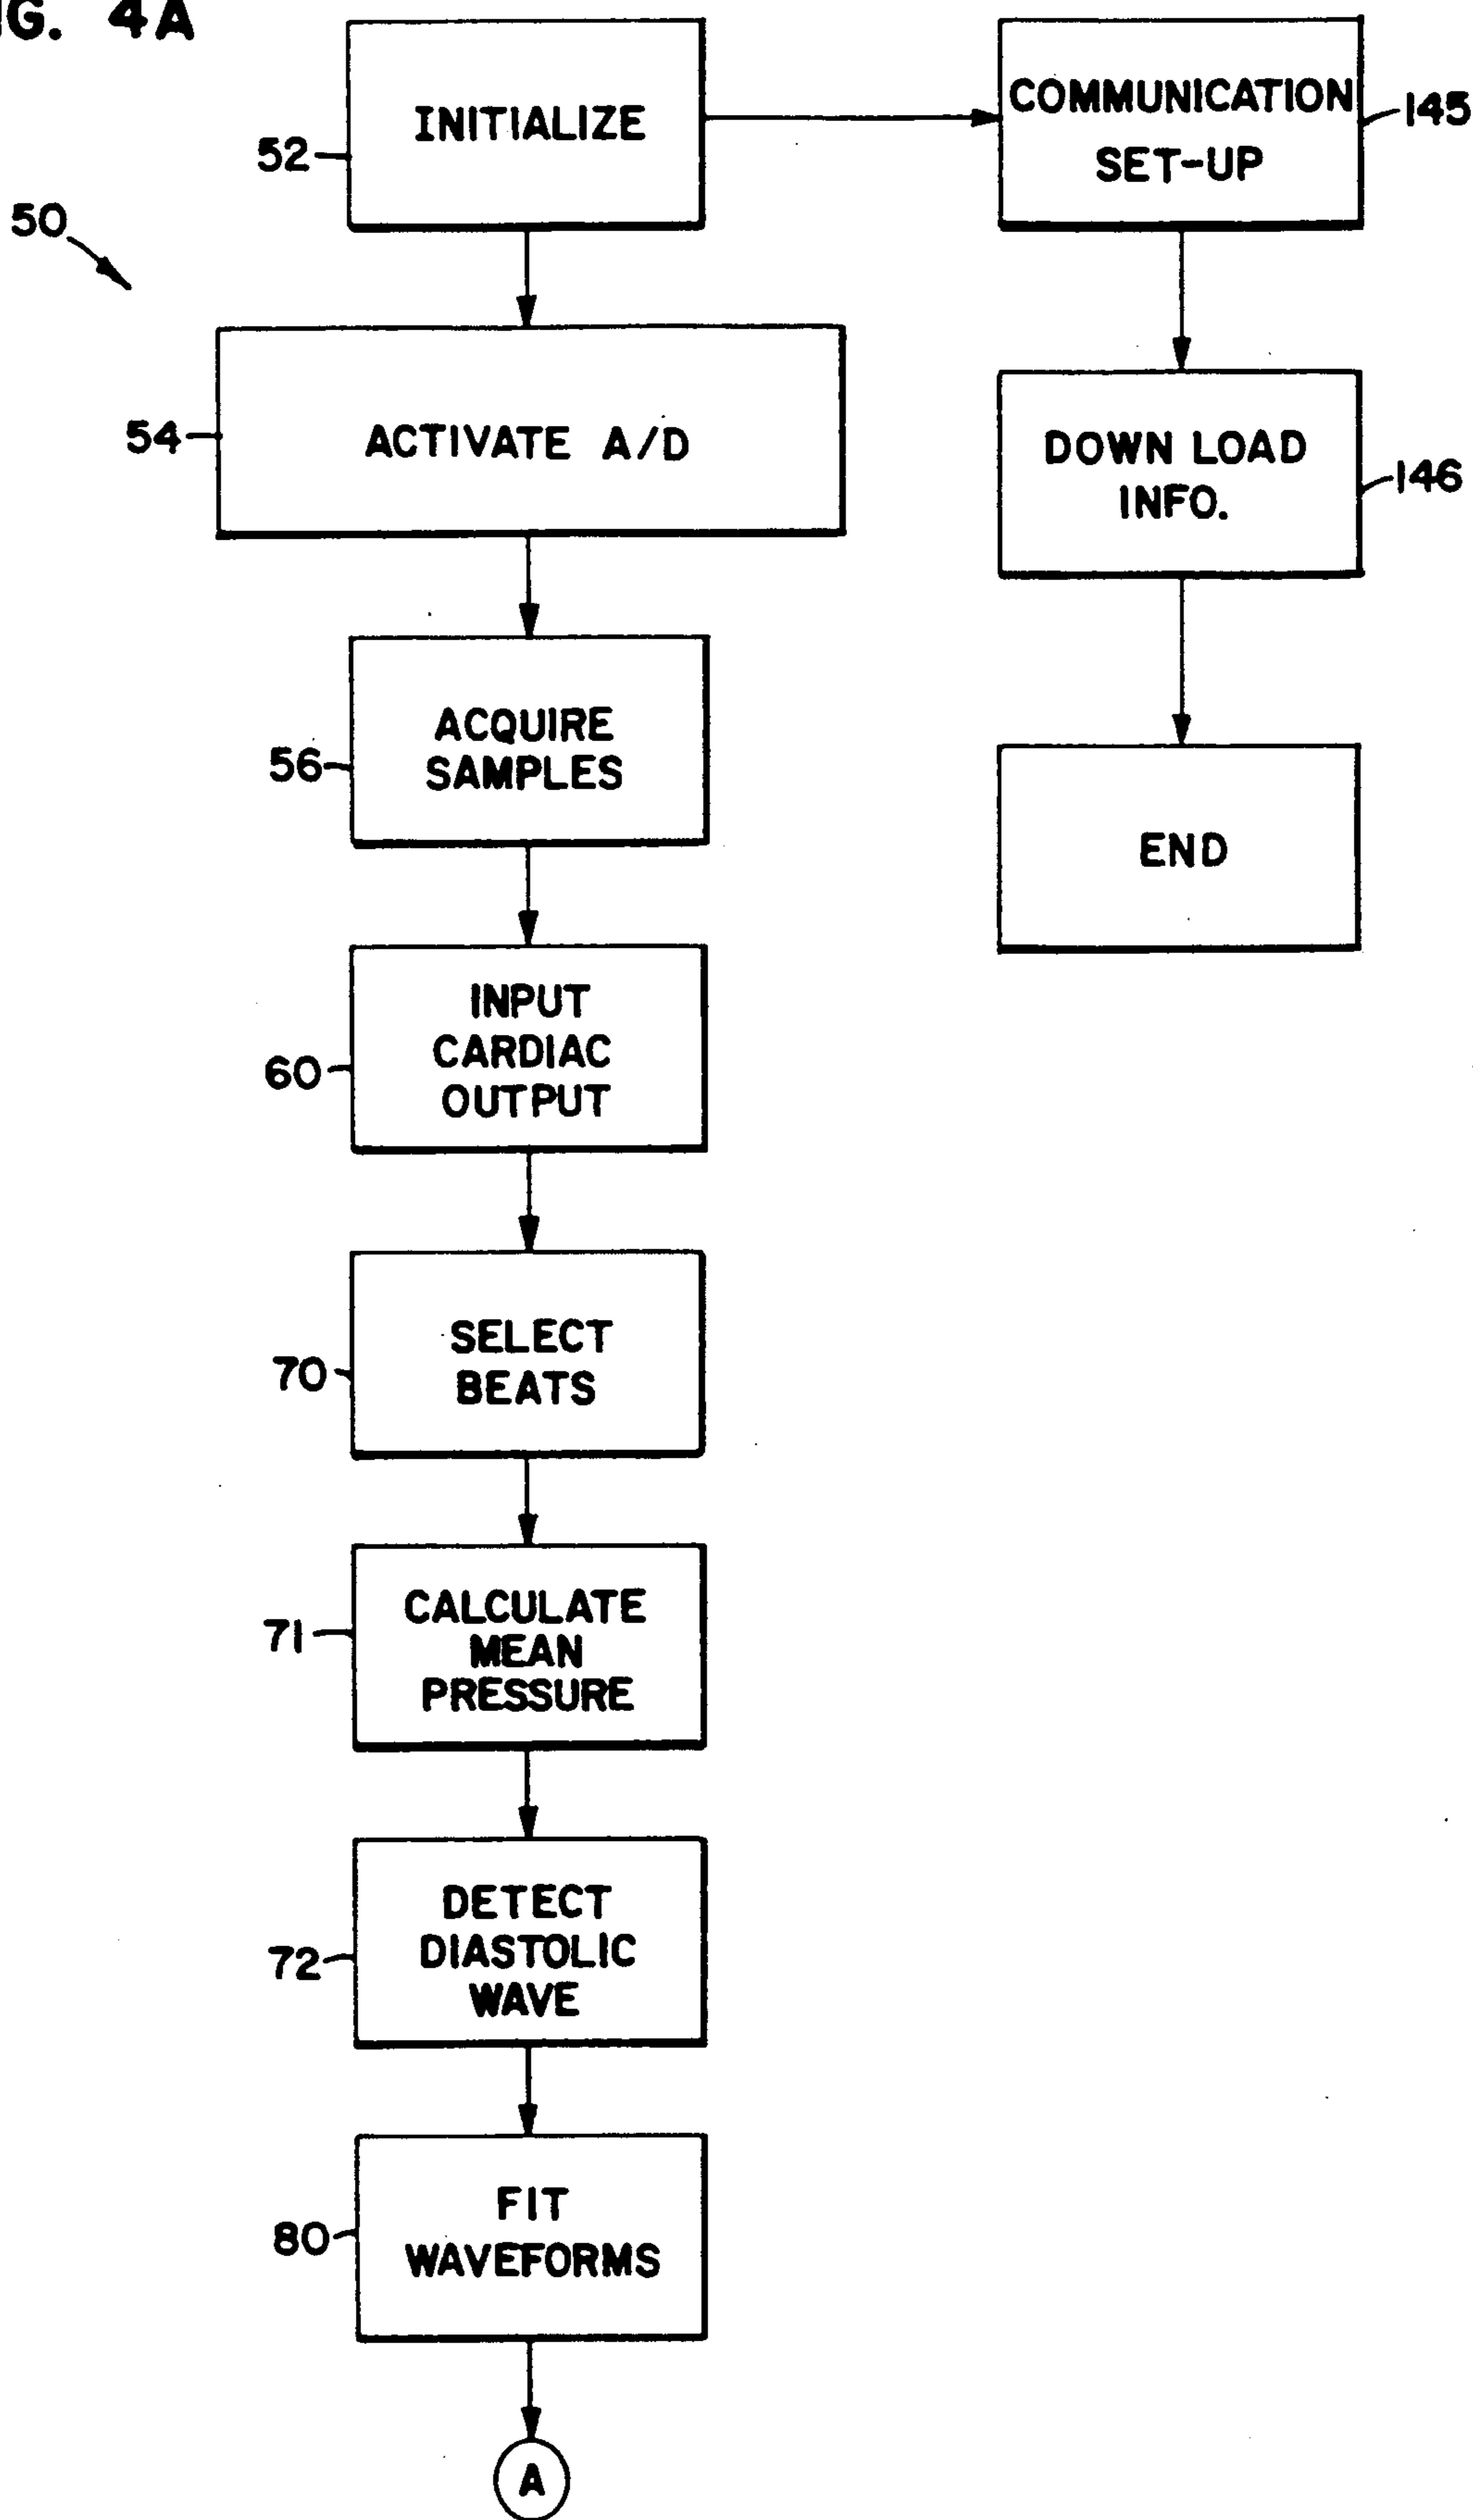 G. 4A
INITIALIZE
52
50
COMMUNICATION
SET-UP
145
ACTIVATE A/D
54
DOWN LOAD
INFO.
146
ACQUIRE
SAMPLES
56
END
INPUT
CARDIAC
OUTPUT
60
SELECT
BEATS
70
CALCULATE
MEAN
PRESSURE
71
DETECT
DIASTOLIC
WAVE
72
FIT
WAVEFORMS
80
A